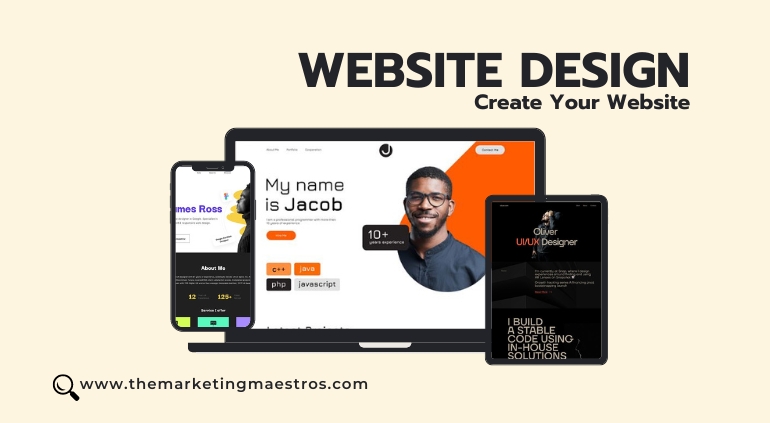 WEBSITE DESIGN
Create Your Website
About Me Portfolio Cooperation
J
Contact Me
My name
is Jacob
10+
years experience
c++ java
php javascript
ames Ross
About Me
12
125+
Service I offer
Oliver
UI/UX Designer
I BUILD
A STABLE
CODE USING
IN-HOUSE
SOLUTIONS
www.themarketingmaestros.com